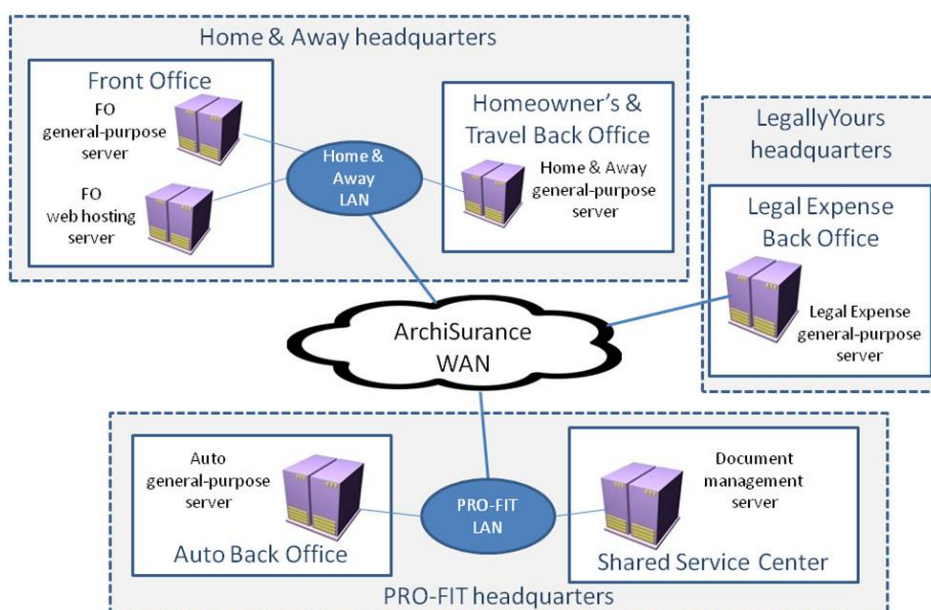 Home & Away headquarters
Front Office
FO
general-purpose
server
FO
web hosting
server
Home &
Away
LAN
Homeowner’s &
Travel Back Office
Home & Away
general-purpose
server
LegallyYours
headquarters
Legal Expense
Back Office
Legal Expense
general-purpose
server
ArchiSurance
WAN
Auto
general-purpose
server
Auto Back Office
PRO-FIT
LAN
Document
management
server
Shared Service Center
PRO-FIT headquarters